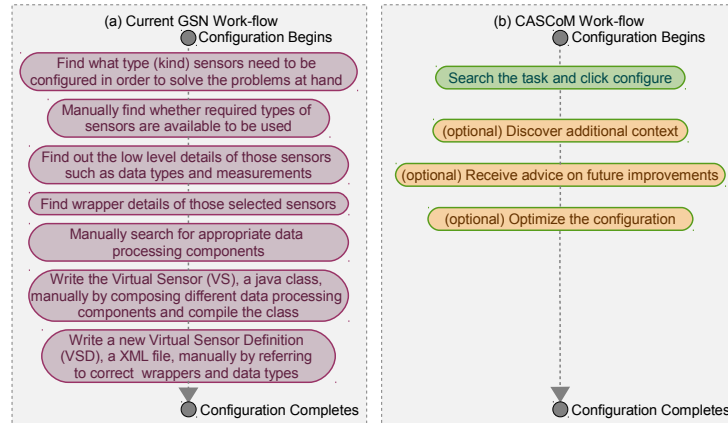 (a) Current GSN Work-flow
Configuration Begins
Find what type (kind) sensors need to be
configured in order to solve the problems at
hand
Manually find whether required types of
sensors are available to be used
Find out the low level details of those sensors
such as data types and measurements
Find wrapper details of those selected sensors
Manually search for appropriate data
processing components
Write the Virtual Sensor (VS), a java class,
manually by composing different data processing
components and compile the class
Write a new Virtual Sensor Definition
(VSD), a XML file, manually by referring
to correct wrappers and data types
Configuration Completes
(b) CASCoM Work-flow
Configuration Begins
Search the task and click configure
(optional) Discover additional context
(optional) Receive advice on future improvements
(optional) Optimize the configuration
Configuration Completes